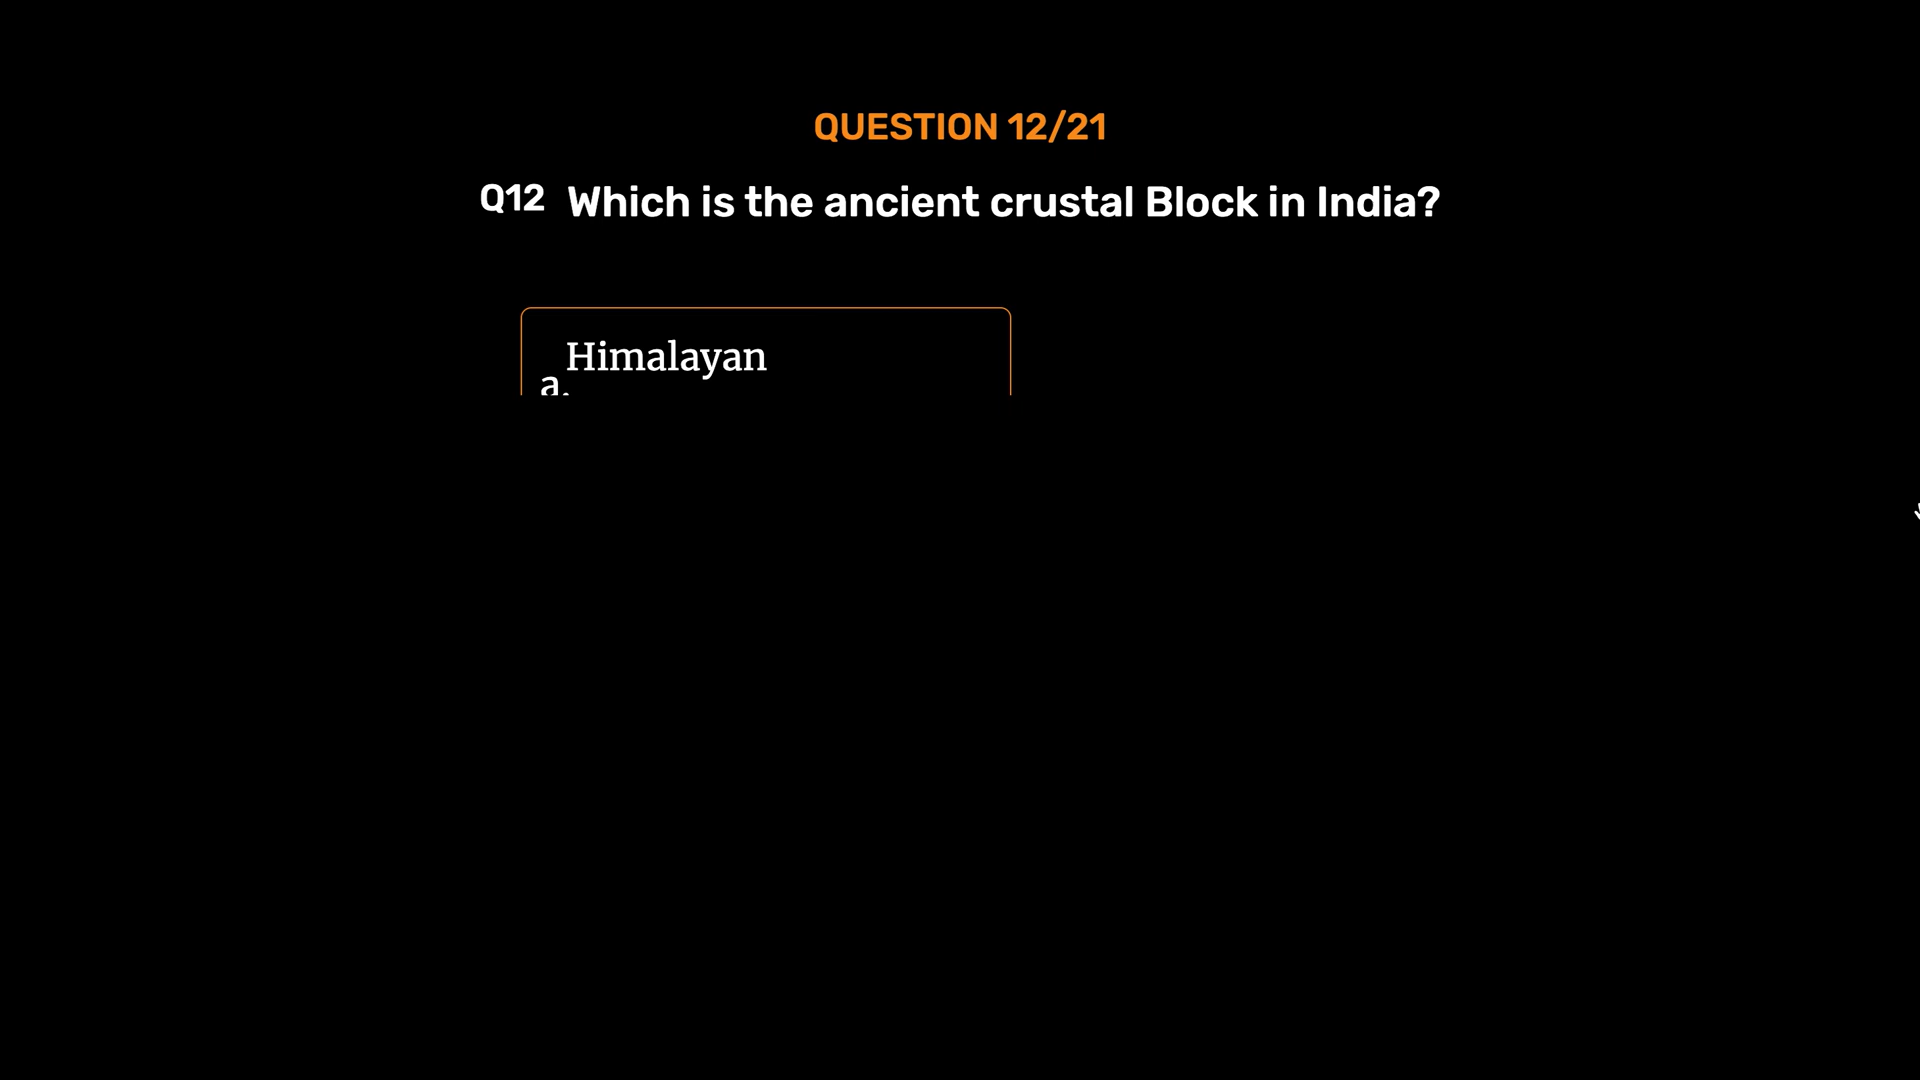 QUESTION 12/21
Q12 Which is the ancient crustal Block in India?
Himalayan
a.